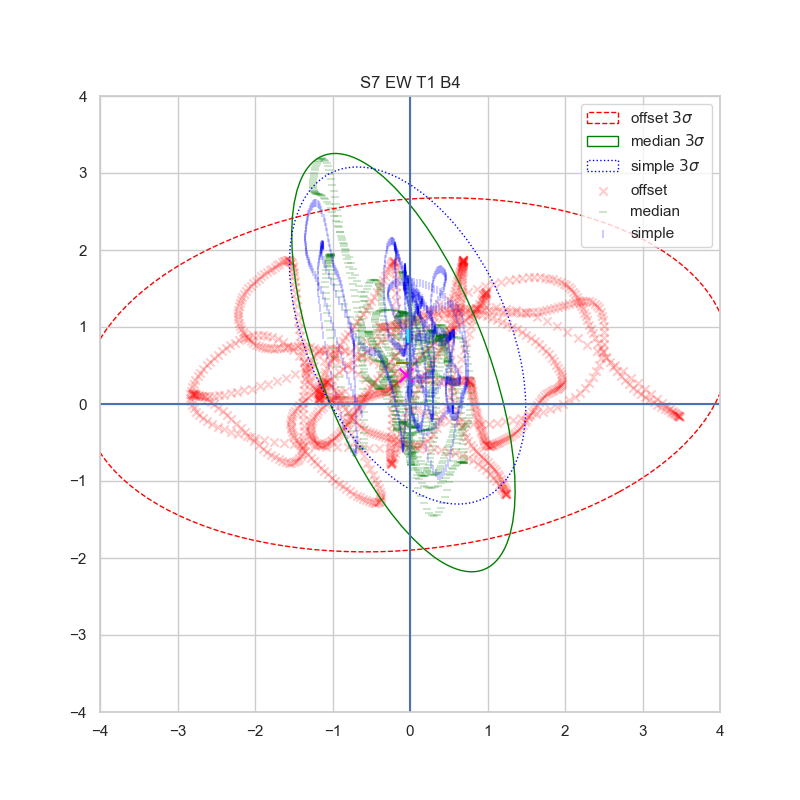 S7 EW T1 B4
offset 3σ
median 3σ
simple 3σ
offset
median
simple
4
3
2
1
0
−1
−2
−3
−4
−4 −3 −2 −1 0 1 2 3 4